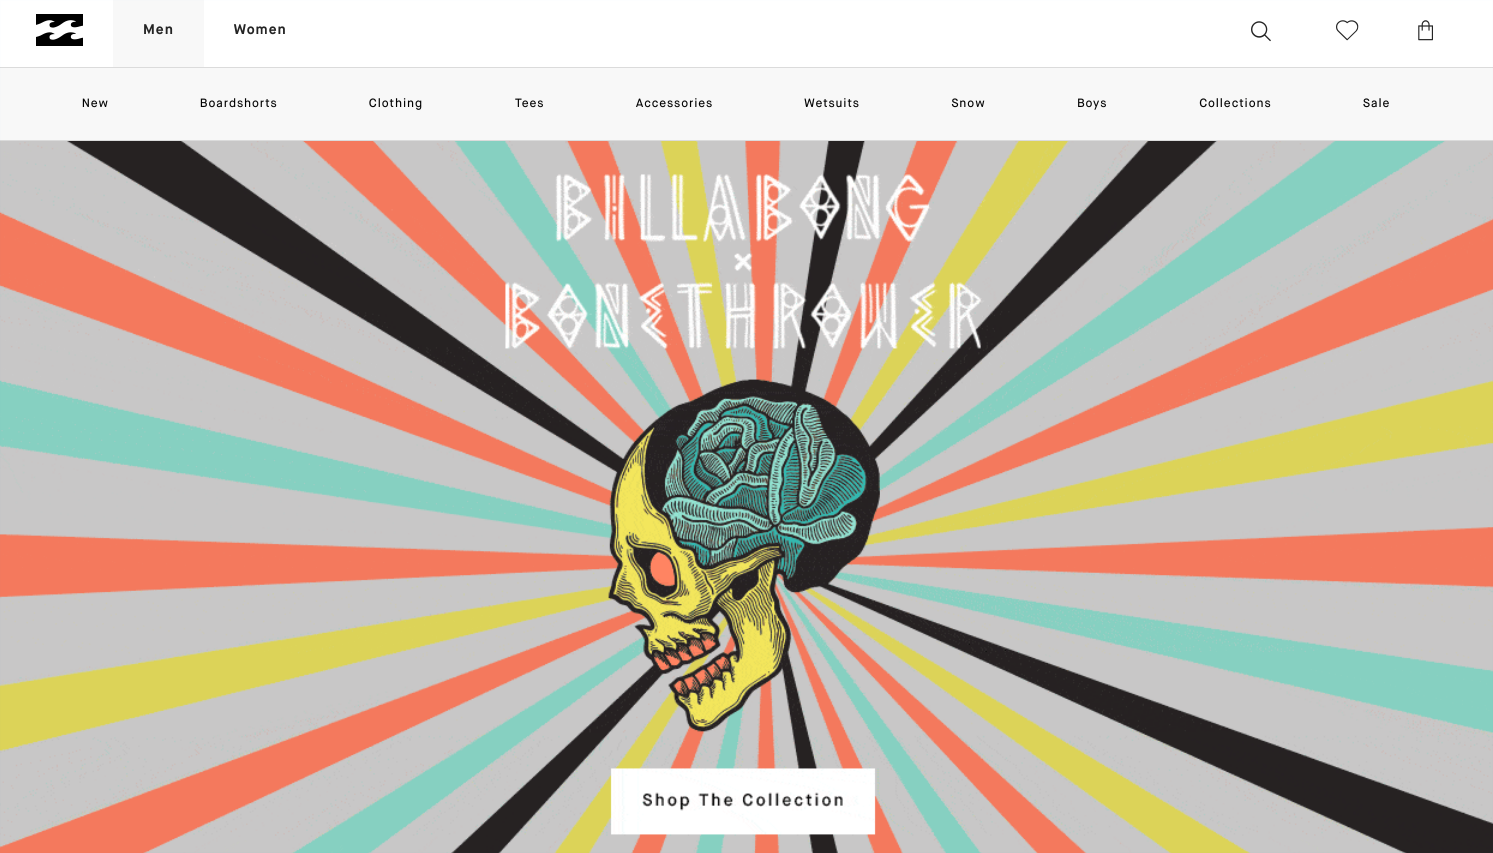 Men Women
New Boardshorts Clothing Tees Accessories Wetsuits Snow Boys Collections Sale
BILLABONG
×
BONETHROWER
Shop The Collection